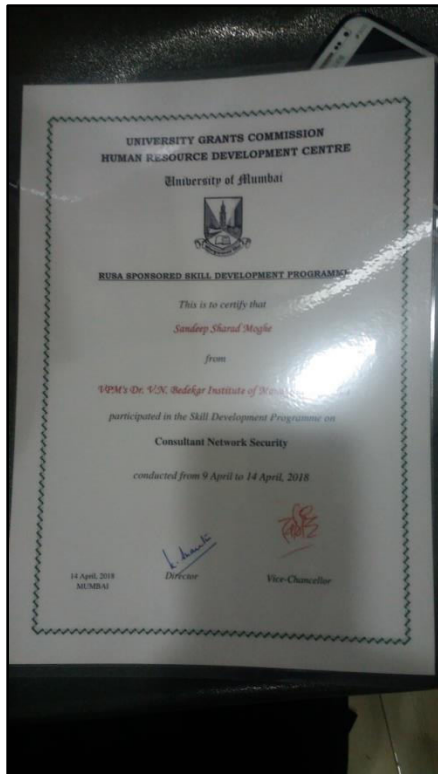 UNIVERSITY GRANTS COMMISSION
HUMAN RESOURCE DEVELOPMENT CENTRE
University of Mumbai
RUSA SPONSORED SKILL DEVELOPMENT PROGRAMME
This is to certify that
Sandeep Sharad Moghe
from
VPM's Dr. V.N. Bedekar Institute of
participated in the Skill Development Programme on
Consultant Network Security
conducted from 9 April to 14 April, 2018
14 April, 2018
MUMBAI
Director
Vice-Chancellor